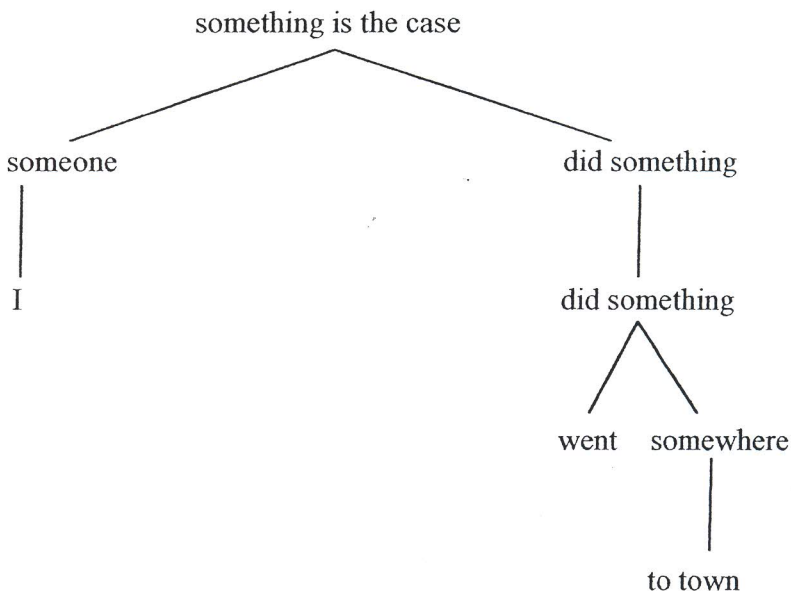 something is the case
someone did something
I did something
went somewhere
to town